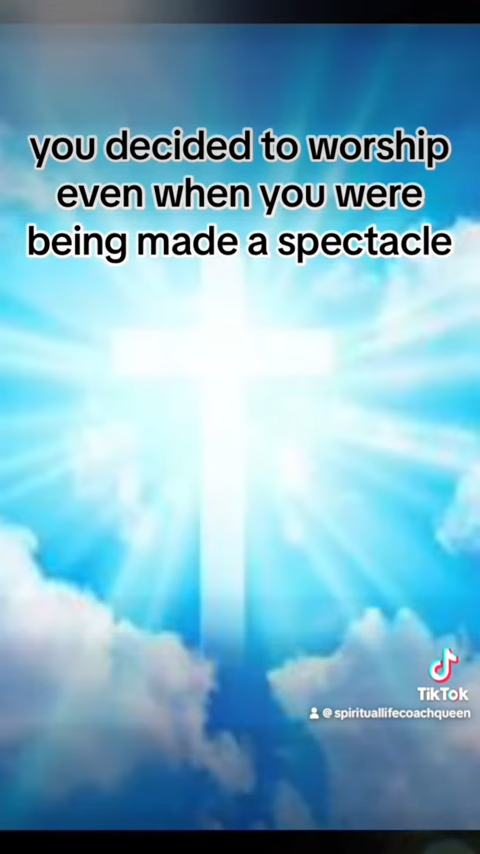 you decided to worship
even when you were
being made a spectacle
TikTok
@spirituallifecoachqueen